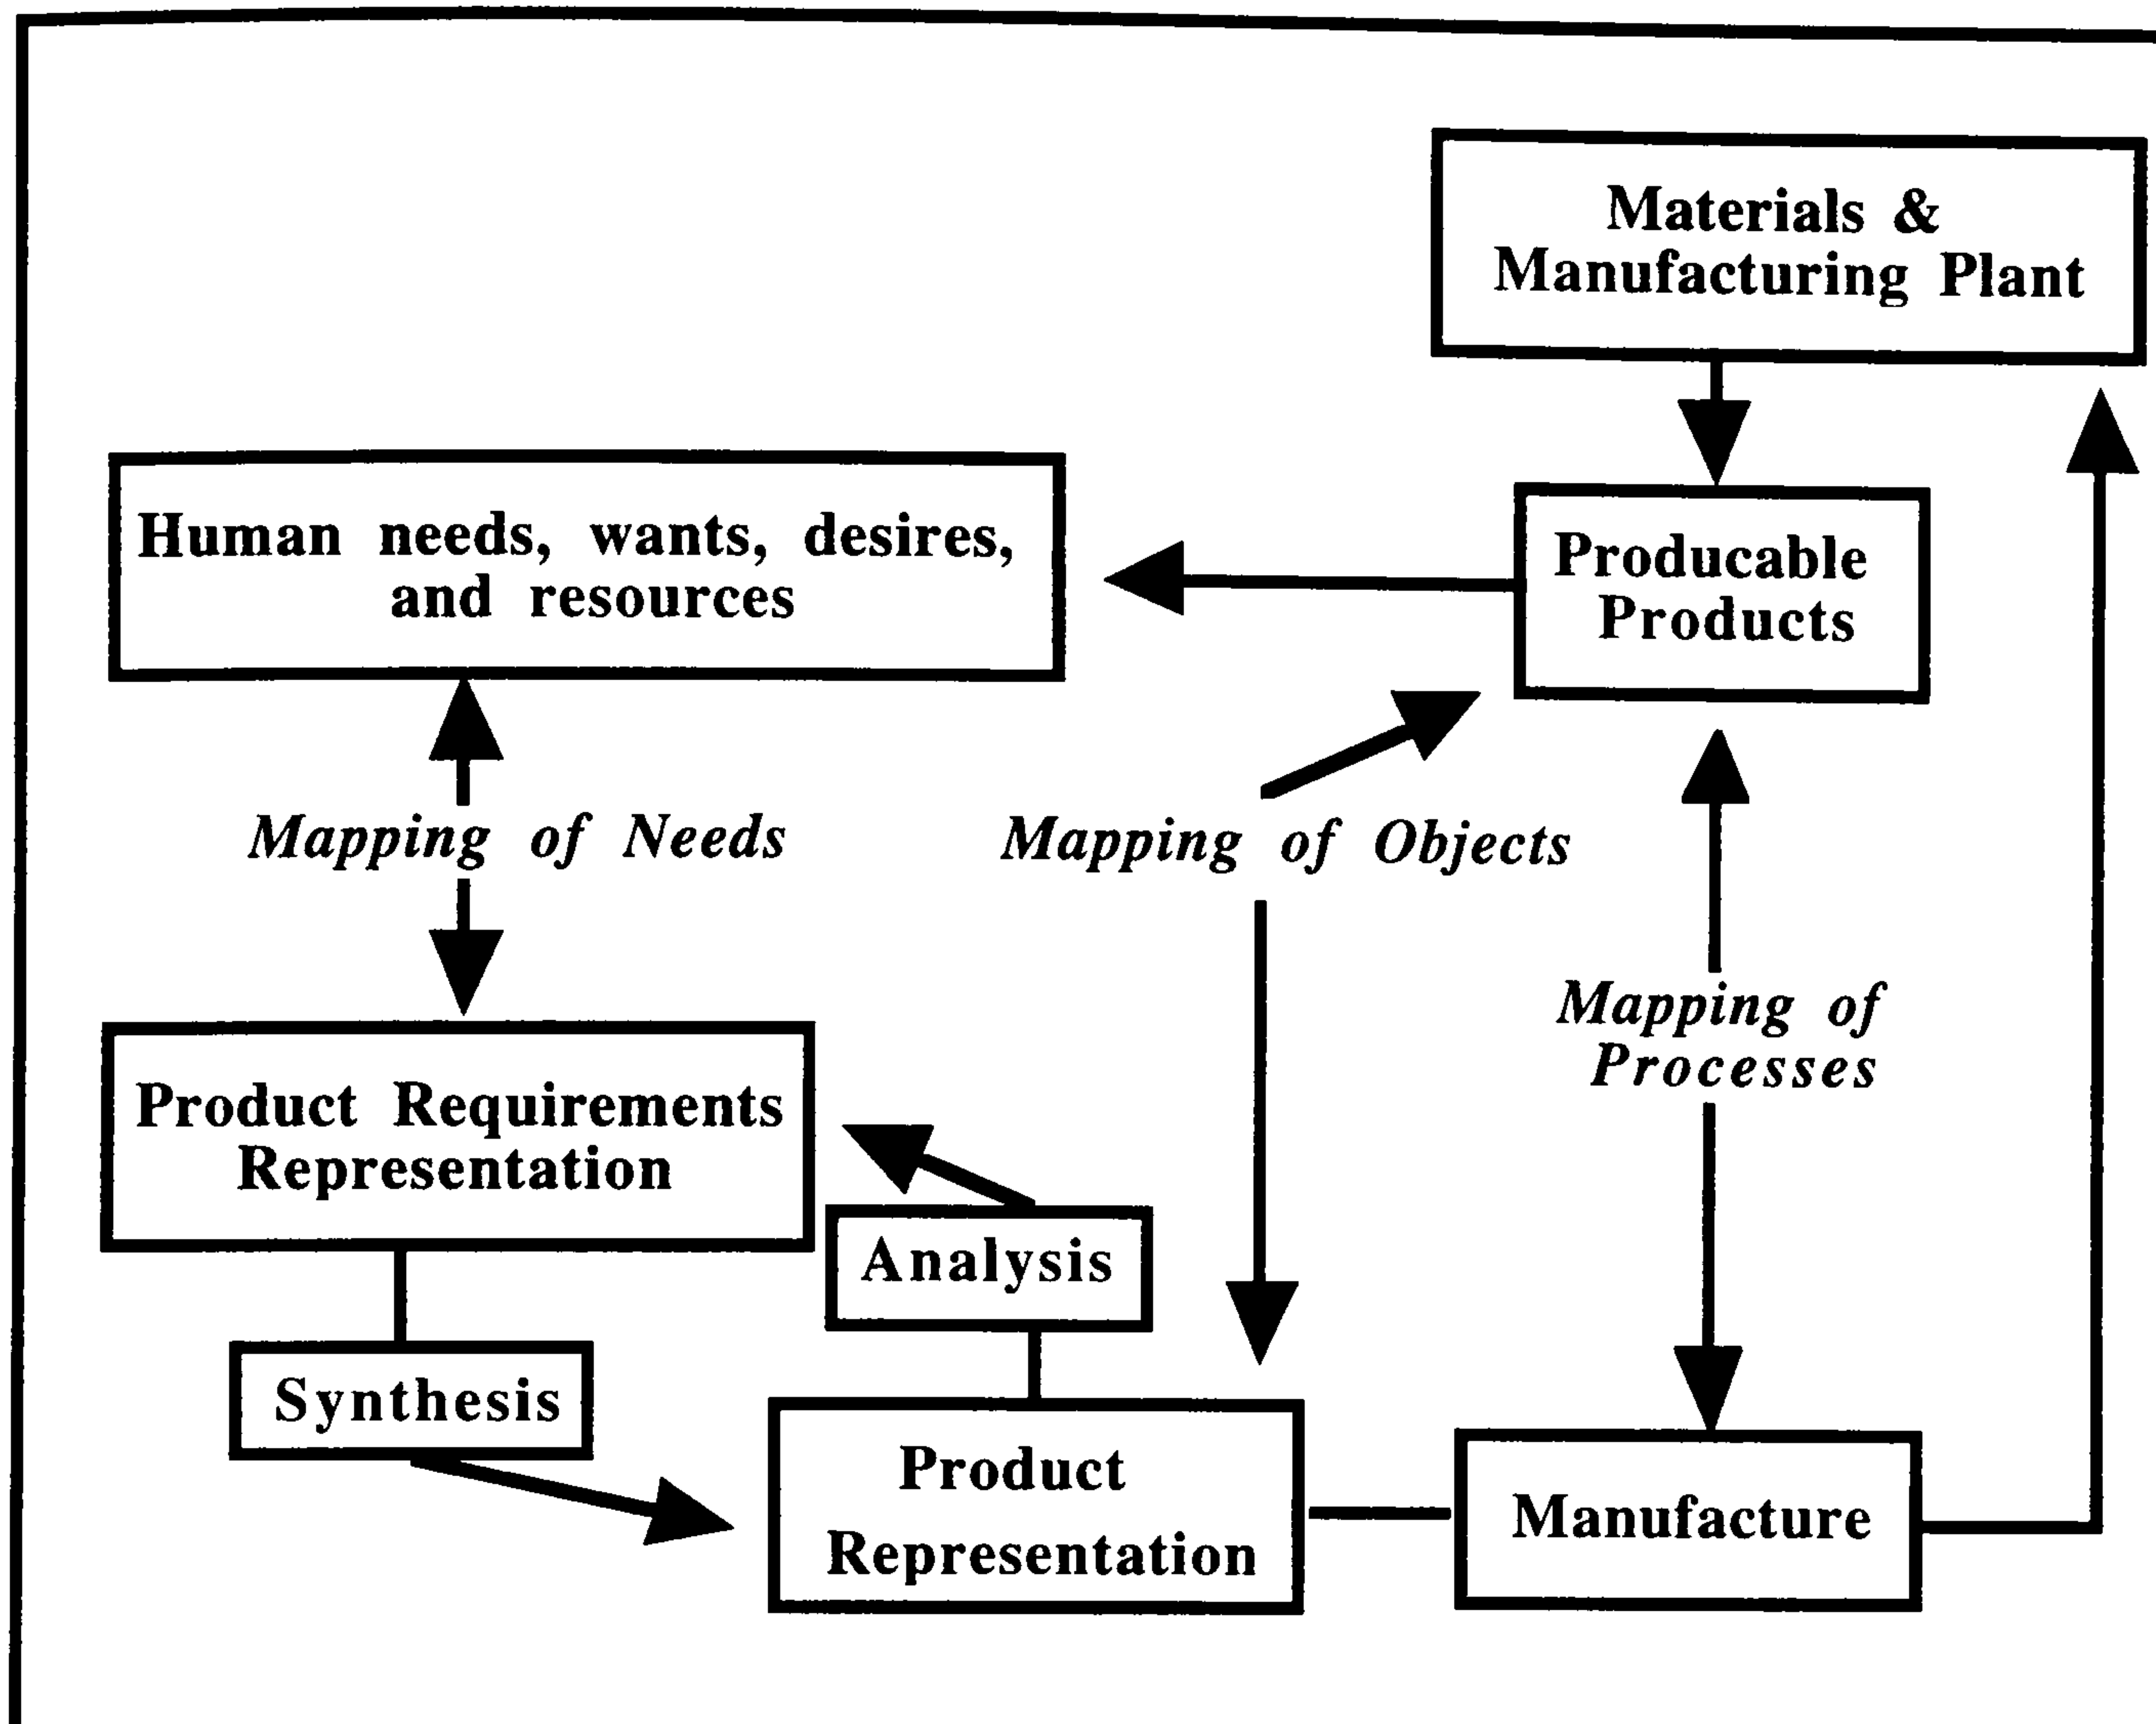 Materials &
Manufacturing Plant
Human needs, wants, desires,
and resources
Producable
Products
Mapping of Needs
Mapping of Objects
Mapping of
Processes
Product Requirements
Representation
Analysis
Synthesis
Product
Representation
Manufacture